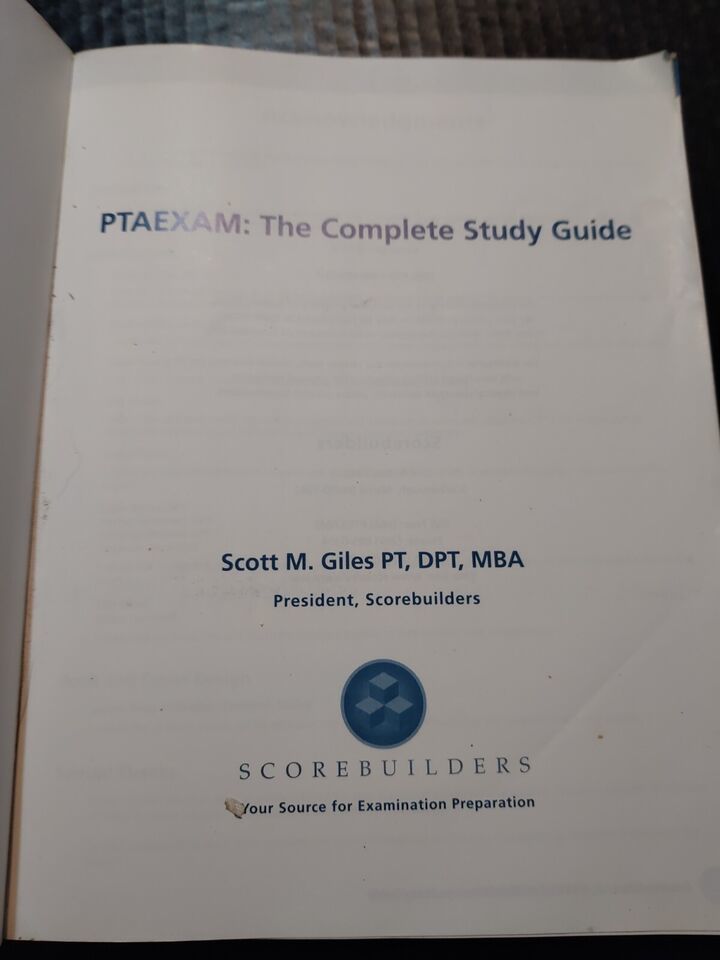 PTAEXAM: The Complete Study Guide
Scott M. Giles PT, DPT, MBA
President, Scorebuilders
SCOREBUILDERS
Your Source for Examination Preparation